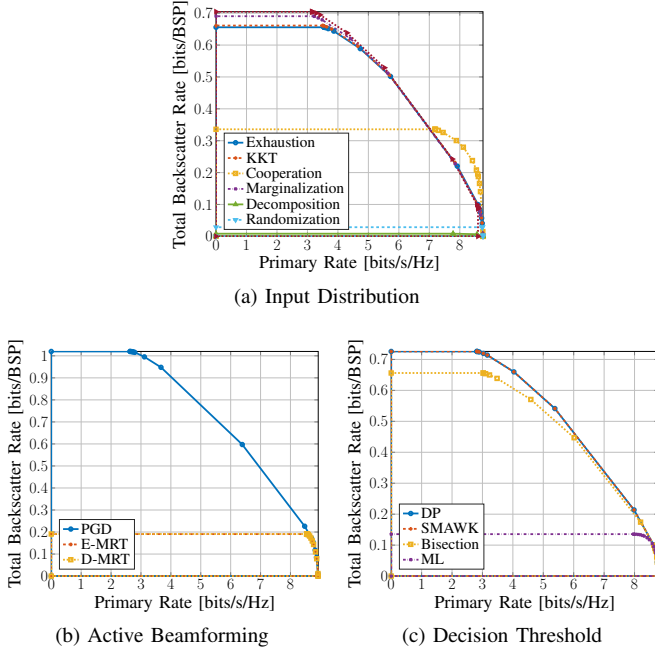 0.7
0.6
0.5
0.4
0.3
0.2
0.1
0
Total Backscatter Rate [bits/BSP]
Exhaustion
KKT
Cooperation
Marginalization
Decomposition
Randomization
0 1 2 3 4 5 6 7 8
Primary Rate [bits/s/Hz]
(a) Input Distribution
1
0.9
0.8
0.7
0.6
0.5
0.4
0.3
0.2
0.1
0
Total Backscatter Rate [bits/BSP]
PGD
E-MRT
D-MRT
0 1 2 3 4 5 6 7 8
Primary Rate [bits/s/Hz]
(b) Active Beamforming
0.7
0.6
0.5
0.4
0.3
0.2
0.1
0
Total Backscatter Rate [bits/BSP]
DP
SMAWK
Bisection
ML
0 1 2 3 4 5 6 7 8
Primary Rate [bits/s/Hz]
(c) Decision Threshold